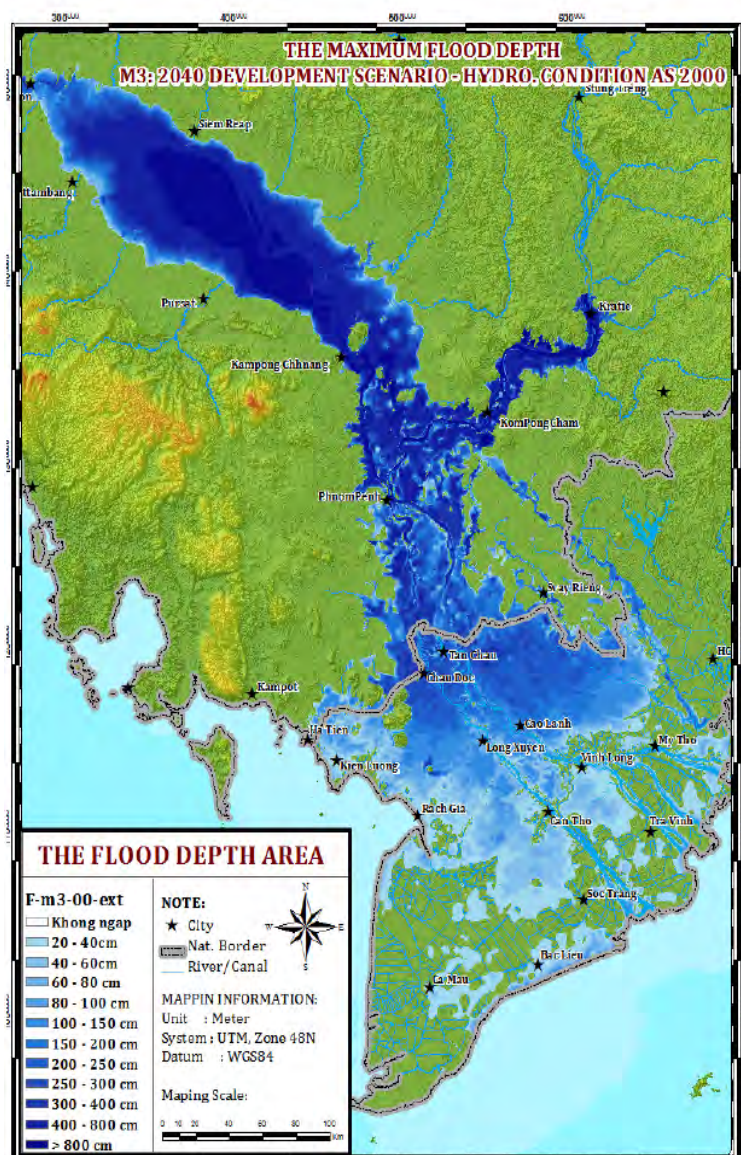 300000 400000 500000 600000
THE MAXIMUM FLOOD DEPTH
M3: 2040 DEVELOPMENT SCENARIO - HYDRO. CONDITION AS 2000
Stung Treng
Siem Reap
ttambang
Pursat
Kratie
Kampong Chhnang
KomPongCham
PhnomPenh
Svay Rieng
Tan Chau
Chau Doc
Kampot
Ha Tien
Cao Lanh
Long Xuyen
My Tho
Vinh Long
Kien Luong
Rach Gia
Can Tho
Tra Vinh
Soc Trang
Bac Lieu
Ca Mau
THE FLOOD DEPTH AREA
F-m3-00-ext
Khong ngap
20 - 40cm
40 - 60cm
60 - 80 cm
80 - 100 cm
100 - 150 cm
150 - 200 cm
200 - 250 cm
250 - 300 cm
300 - 400 cm
400 - 800 cm
> 800 cm
NOTE:
City
Nat. Border
River/Canal
N
W E
S
MAPPIN INFORMATION:
Unit : Meter
System : UTM, Zone 48N
Datum : WGS84
Maping Scale:
0 10 20 40 60 80 100